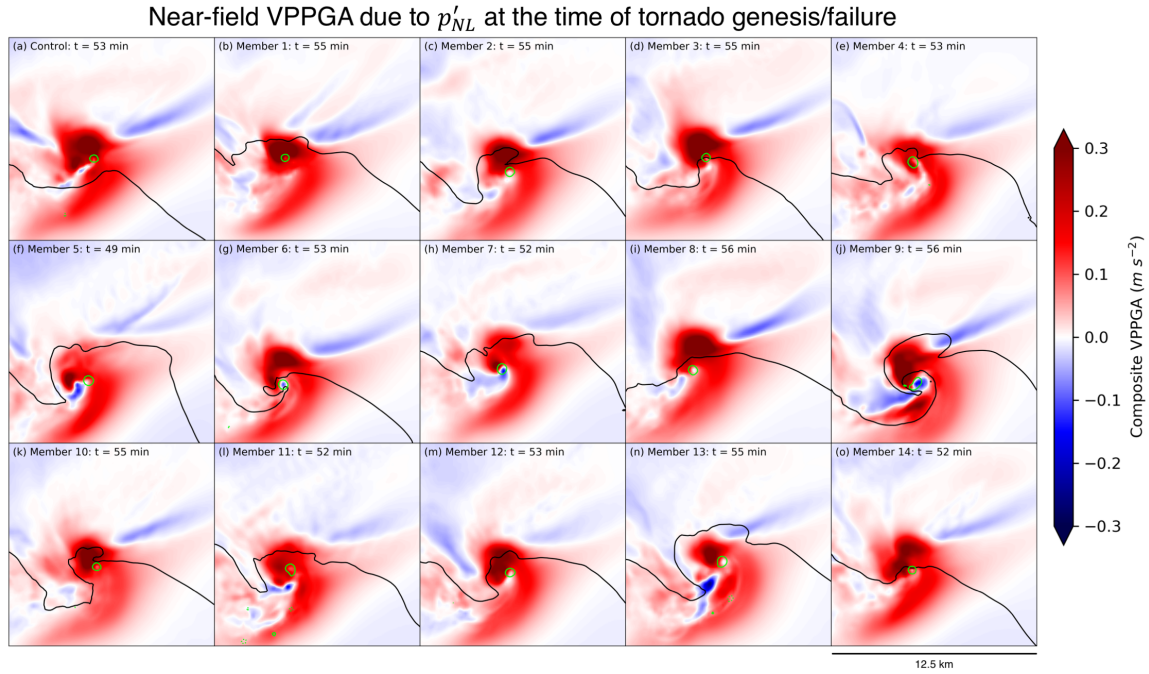 Near-field VPPGA due to p′NL at the time of tornado genesis/failure
(a) Control: t = 53 min
(b) Member 1: t = 55 min
(c) Member 2: t = 55 min
(d) Member 3: t = 55 min
(e) Member 4: t = 53 min
(f) Member 5: t = 49 min
(g) Member 6: t = 53 min
(h) Member 7: t = 52 min
(i) Member 8: t = 56 min
(j) Member 9: t = 56 min
(k) Member 10: t = 55 min
(l) Member 11: t = 52 min
(m) Member 12: t = 53 min
(n) Member 13: t = 55 min
(o) Member 14: t = 52 min
0.3
0.2
0.1
0.0
−0.1
−0.2
−0.3
Composite VPPGA (m s⁻²)
12.5 km